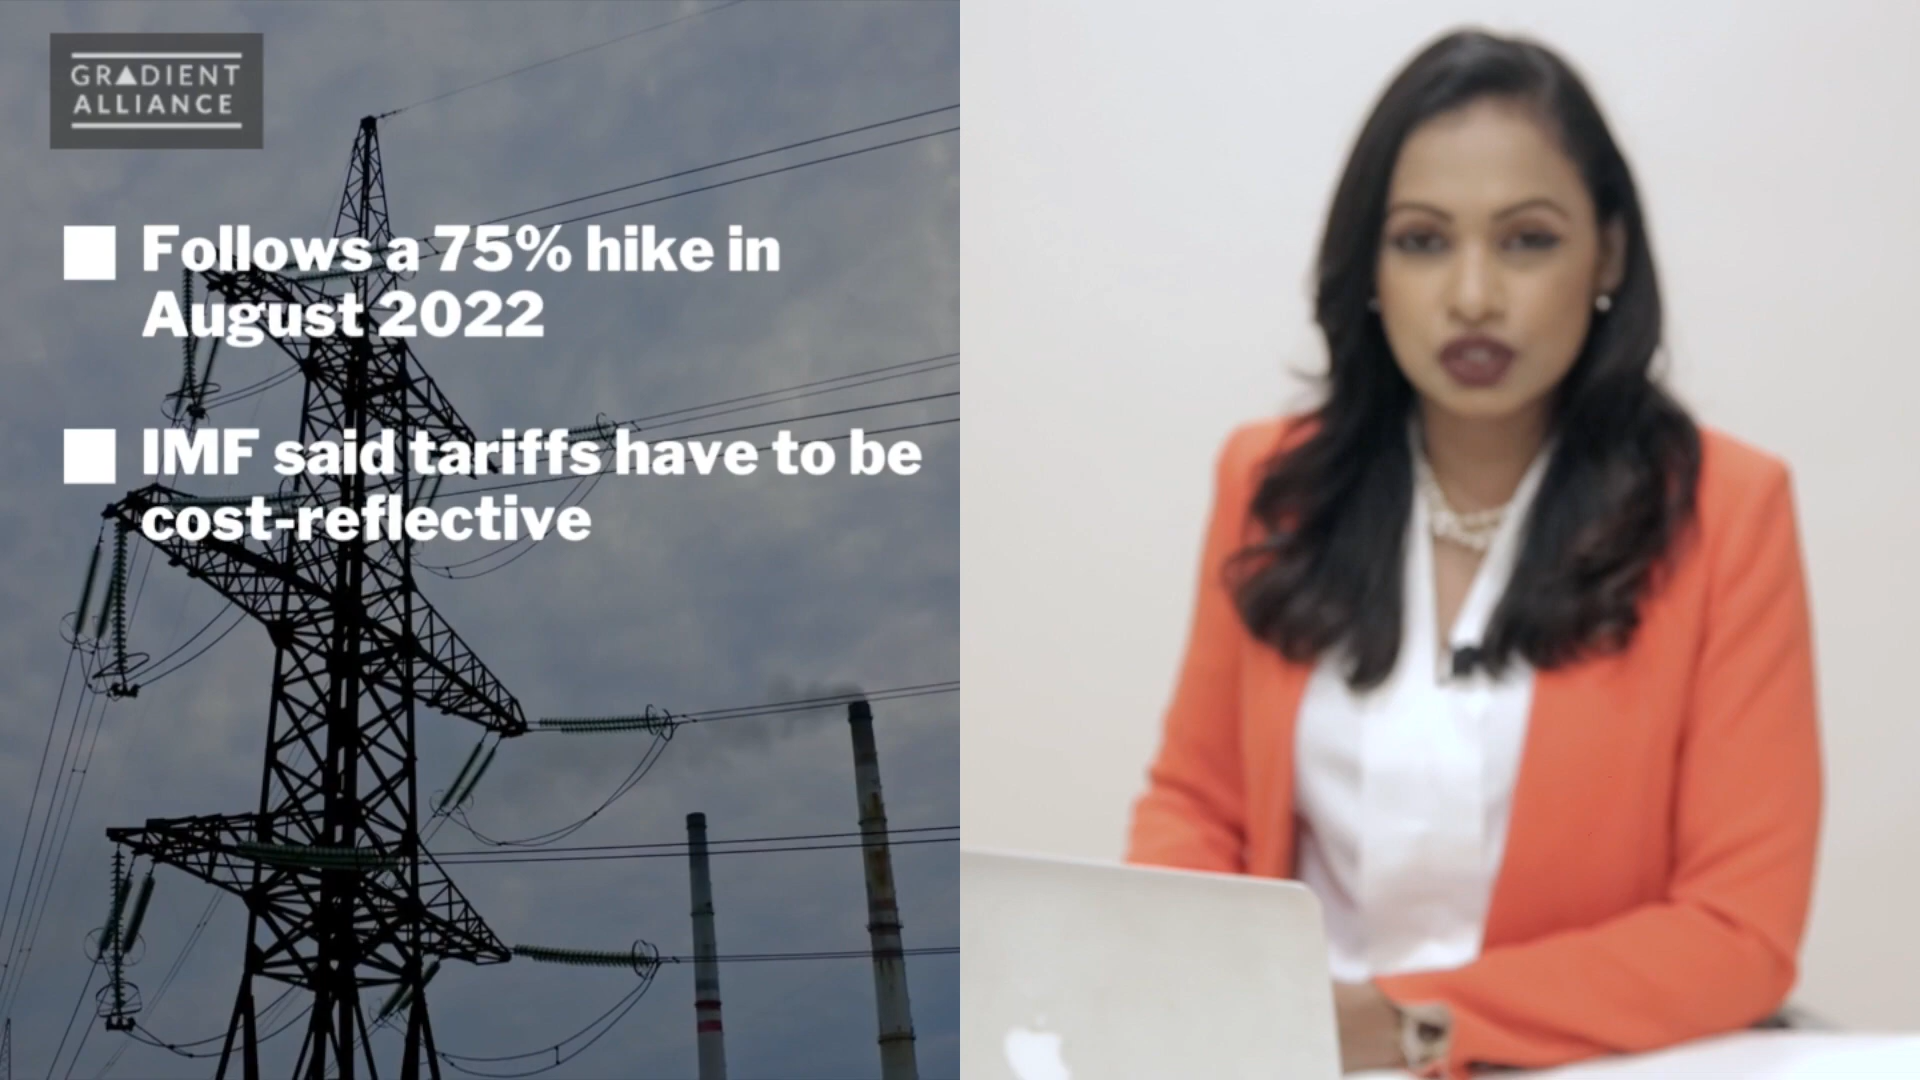 GRADIENT
ALLIANCE
Follows a 75% hike in
August 2022
IMF said tariffs have to be
cost-reflective